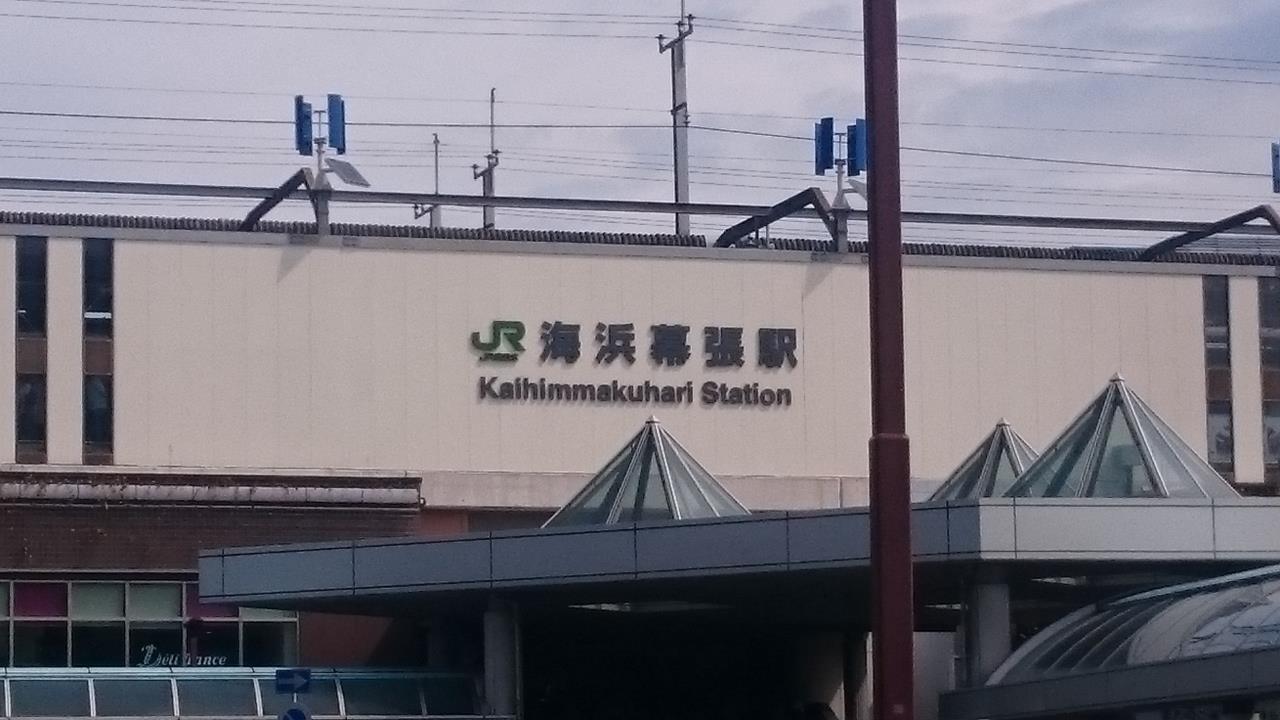 JR 海浜幕張駅
Kaihimmakuhari Station